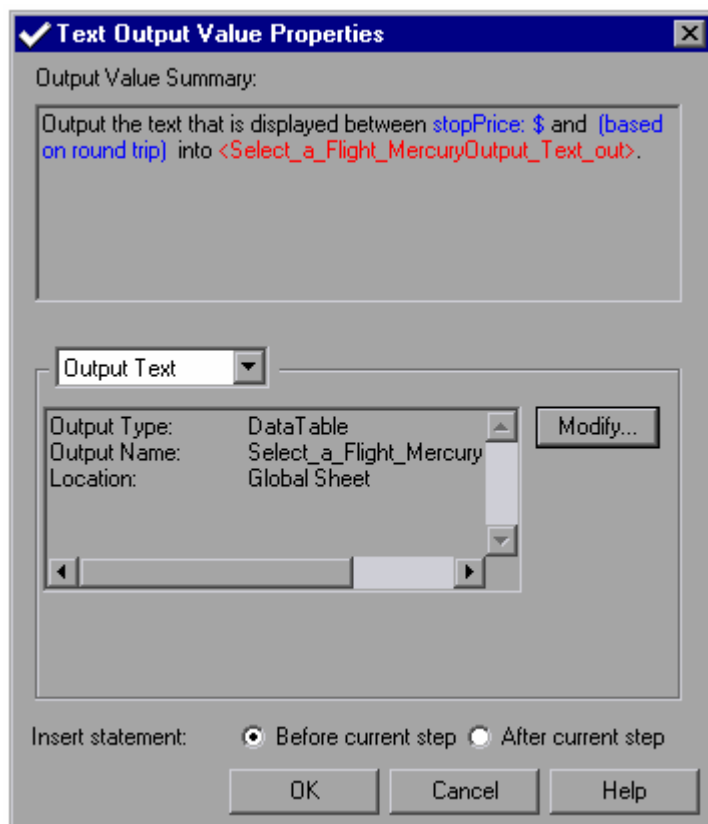 Text Output Value Properties
Output Value Summary:
Output the text that is displayed between stopPrice: $ and (based
on round trip) into <Select_a_Flight_MercuryOutput_Text_out>.
Output Text
Output Type: DataTable
Output Name: Select_a_Flight_Mercury
Location: Global Sheet
Modify...
Insert statement: Before current step After current step
OK Cancel Help